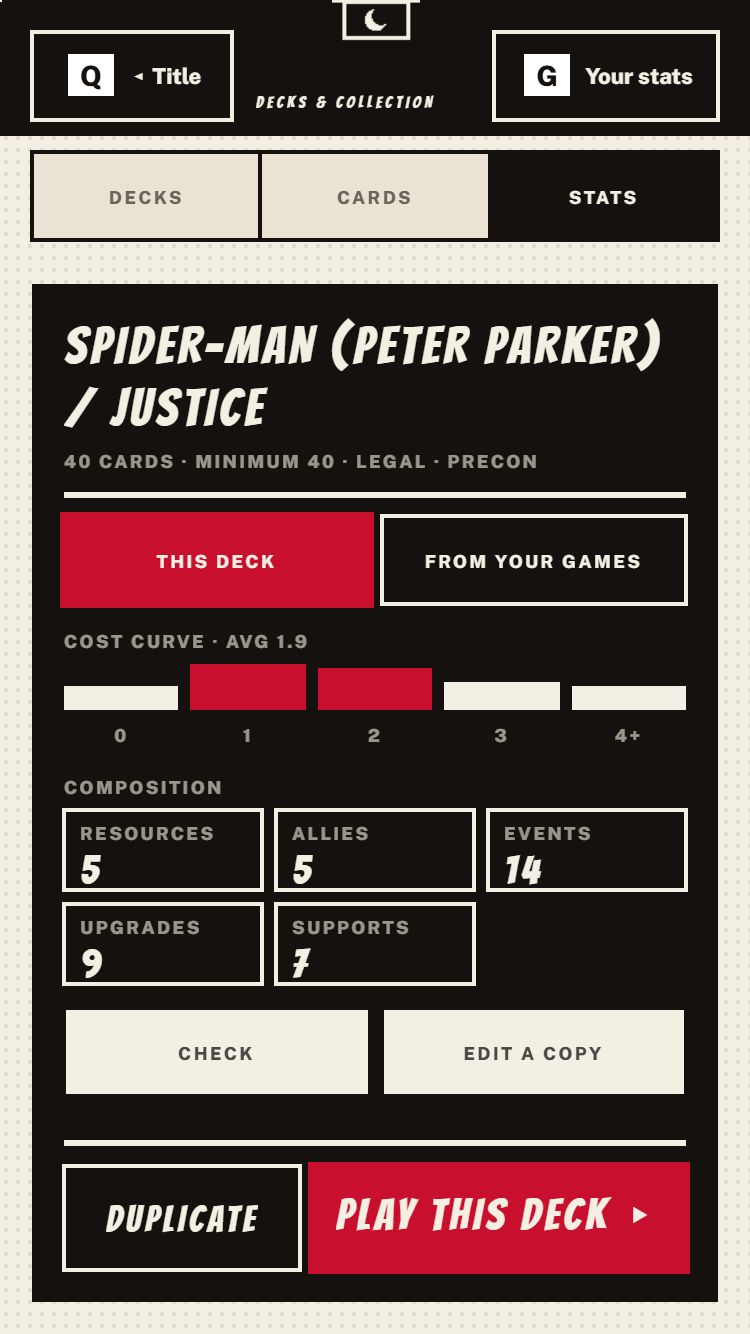 Q ◂ Title
DECKS & COLLECTION
G Your stats
DECKS CARDS STATS
SPIDER-MAN (PETER PARKER)
/ JUSTICE
40 CARDS · MINIMUM 40 · LEGAL · PRECON
THIS DECK FROM YOUR GAMES
COST CURVE · AVG 1.9
0 1 2 3 4+
COMPOSITION
RESOURCES ALLIES EVENTS
5 5 14
UPGRADES SUPPORTS
9 7
CHECK EDIT A COPY
DUPLICATE PLAY THIS DECK ▸